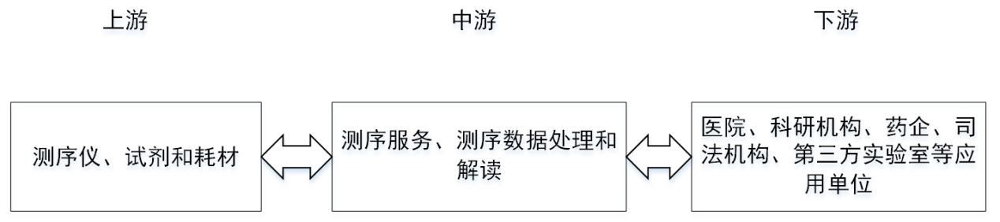 上游
中游
下游
测序仪、试剂和耗材
测序服务、测序数据处理和
解读
医院、科研机构、药企、司
法机构、第三方实验室等应
用单位